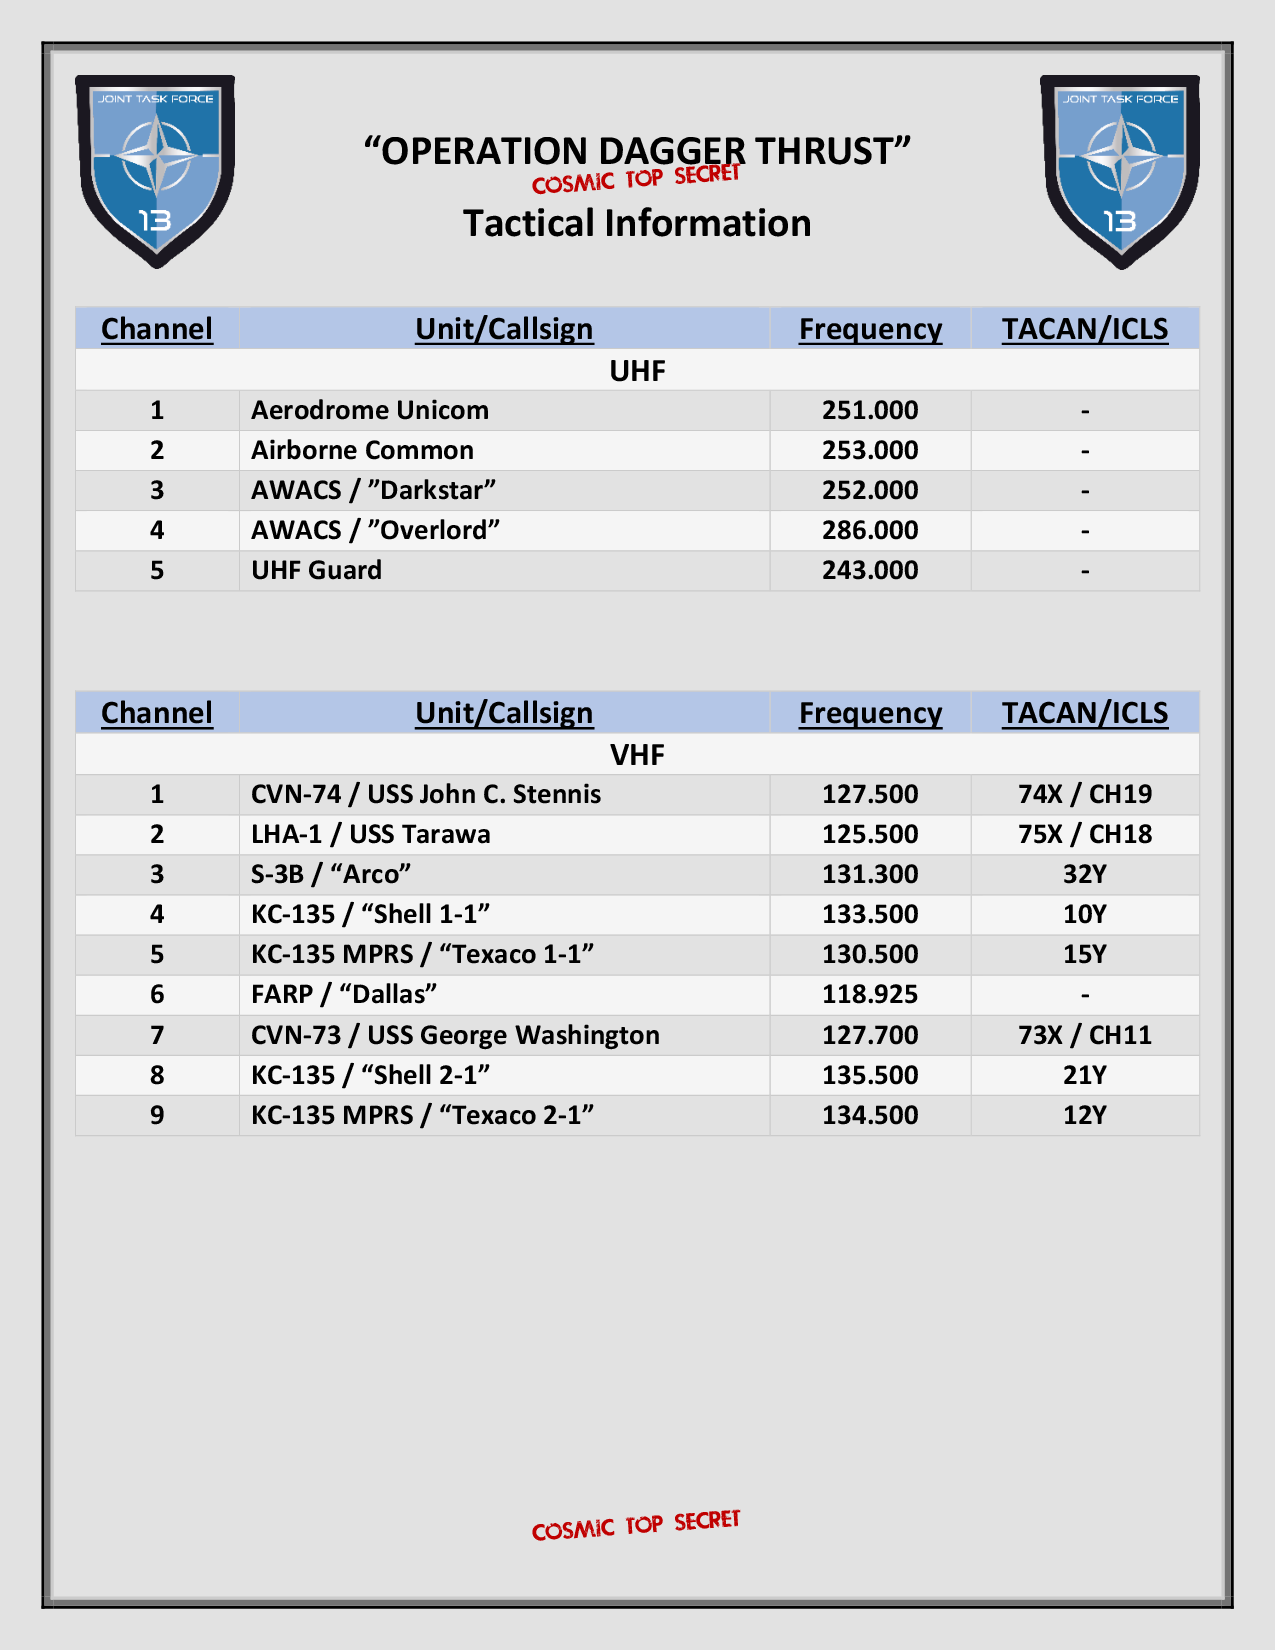 JOINT TASK FORCE
13
JOINT TASK FORCE
13
“OPERATION DAGGER THRUST”
COSMIC TOP SECRET
Tactical Information
Channel Unit/Callsign Frequency TACAN/ICLS
UHF
1 Aerodrome Unicom 251.000 -
2 Airborne Common 253.000 -
3 AWACS / ”Darkstar” 252.000 -
4 AWACS / ”Overlord” 286.000 -
5 UHF Guard 243.000 -
Channel Unit/Callsign Frequency TACAN/ICLS
VHF
1 CVN-74 / USS John C. Stennis 127.500 74X / CH19
2 LHA-1 / USS Tarawa 125.500 75X / CH18
3 S-3B / “Arco” 131.300 32Y
4 KC-135 / “Shell 1-1” 133.500 10Y
5 KC-135 MPRS / “Texaco 1-1” 130.500 15Y
6 FARP / “Dallas” 118.925 -
7 CVN-73 / USS George Washington 127.700 73X / CH11
8 KC-135 / “Shell 2-1” 135.500 21Y
9 KC-135 MPRS / “Texaco 2-1” 134.500 12Y
COSMIC TOP SECRET